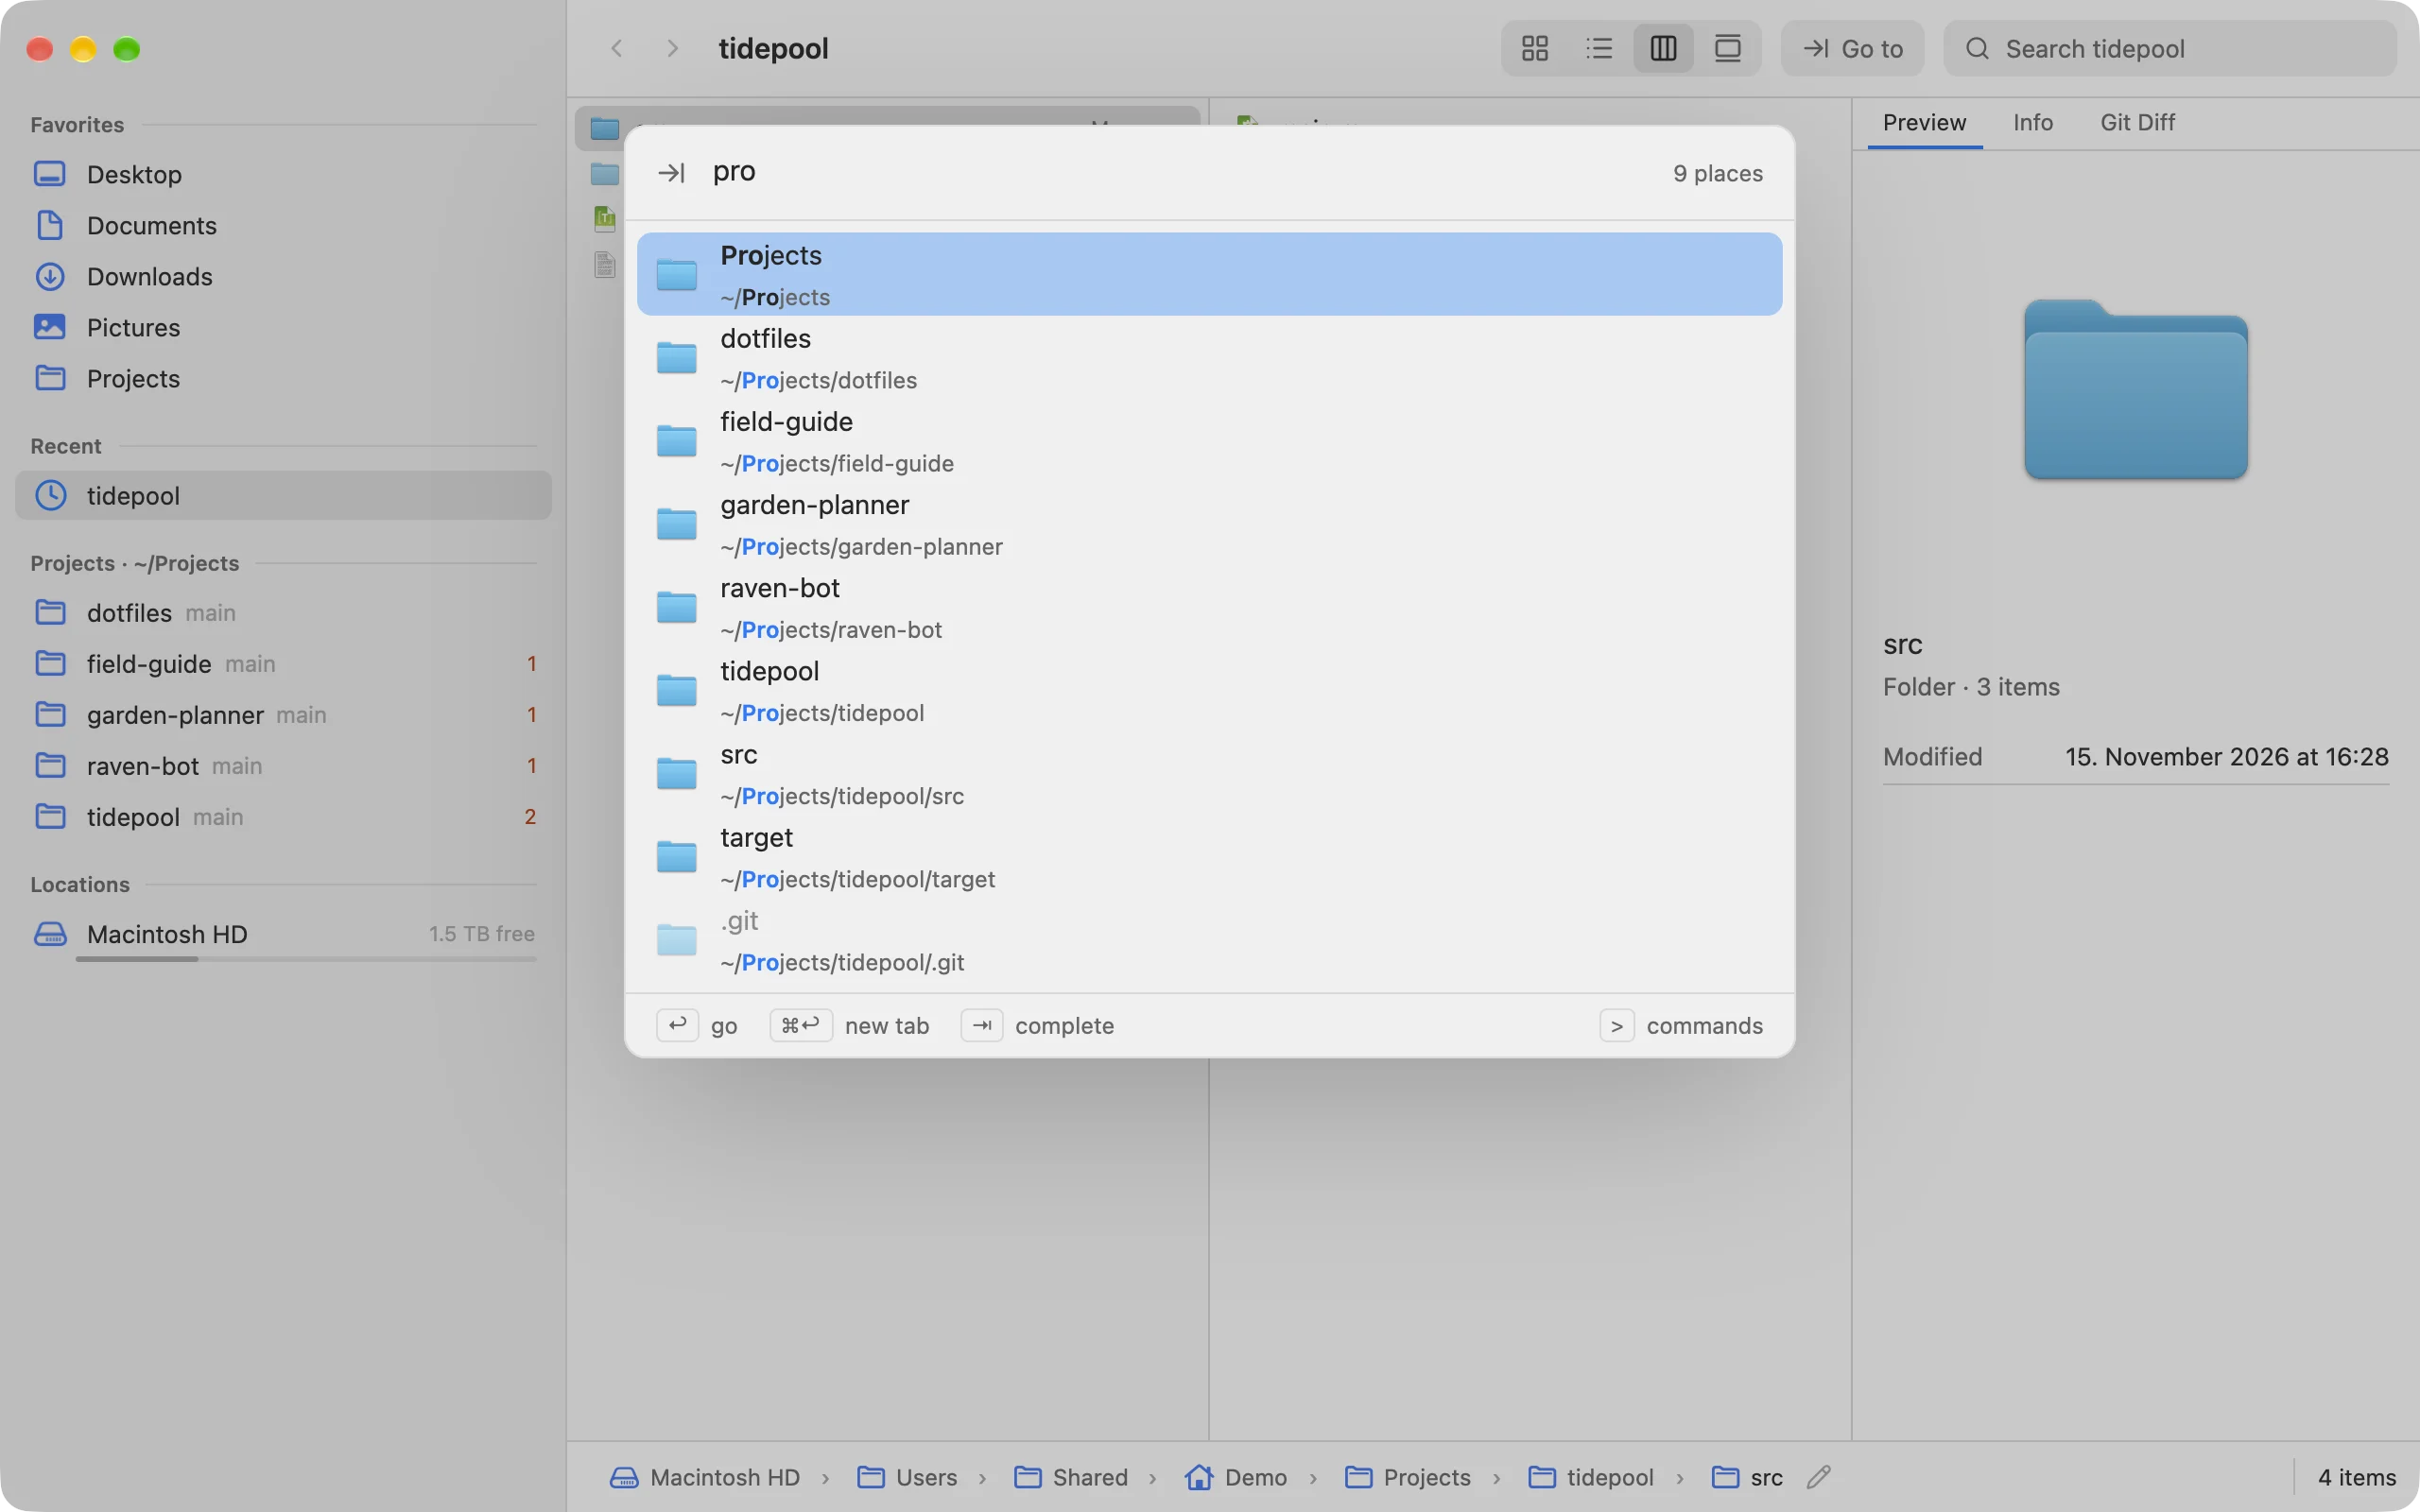 tidepool
Go to
Search tidepool
Favorites
Desktop
Documents
Downloads
Pictures
Projects
Recent
tidepool
Projects · ~/Projects
dotfiles main
field-guide main 1
garden-planner main 1
raven-bot main 1
tidepool main 2
Locations
Macintosh HD 1.5 TB free
pro
9 places
Projects
~/Projects
dotfiles
~/Projects/dotfiles
field-guide
~/Projects/field-guide
garden-planner
~/Projects/garden-planner
raven-bot
~/Projects/raven-bot
tidepool
~/Projects/tidepool
src
~/Projects/tidepool/src
target
~/Projects/tidepool/target
.git
~/Projects/tidepool/.git
↩ go ⌘↩ new tab ⇥ complete > commands
Preview Info Git Diff
src
Folder · 3 items
Modified 15. November 2026 at 16:28
Macintosh HD › Users › Shared › Demo › Projects › tidepool › src
4 items